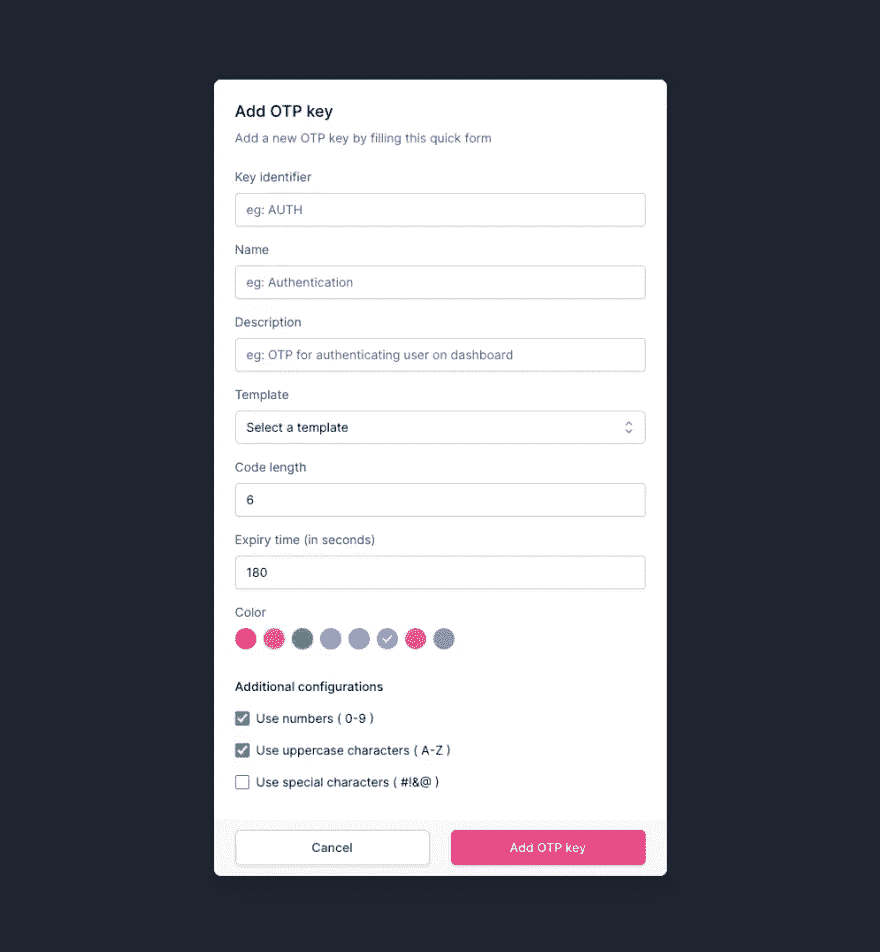 Add OTP key
Add a new OTP key by filling this quick form
Key identifier
eg: AUTH
Name
eg: Authentication
Description
eg: OTP for authenticating user on dashboard
Template
Select a template
Code length
6
Expiry time (in seconds)
180
Color
Additional configurations
Use numbers ( 0-9 )
Use uppercase characters ( A-Z )
Use special characters ( #!&@ )
Cancel
Add OTP key